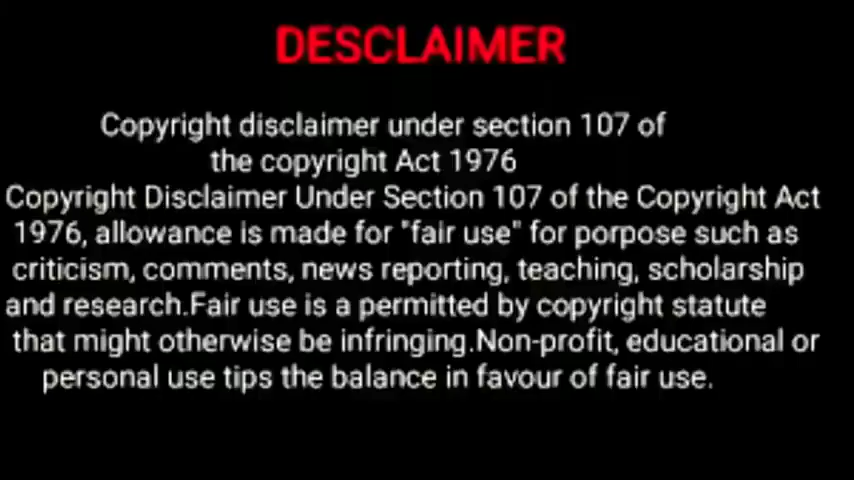 DESCLAIMER
Copyright disclaimer under section 107 of
the copyright Act 1976
Copyright Disclaimer Under Section 107 of the Copyright Act
1976, allowance is made for "fair use" for porpose such as
criticism, comments, news reporting, teaching, scholarship
and research.Fair use is a permitted by copyright statute
that might otherwise be infringing.Non-profit, educational or
personal use tips the balance in favour of fair use.